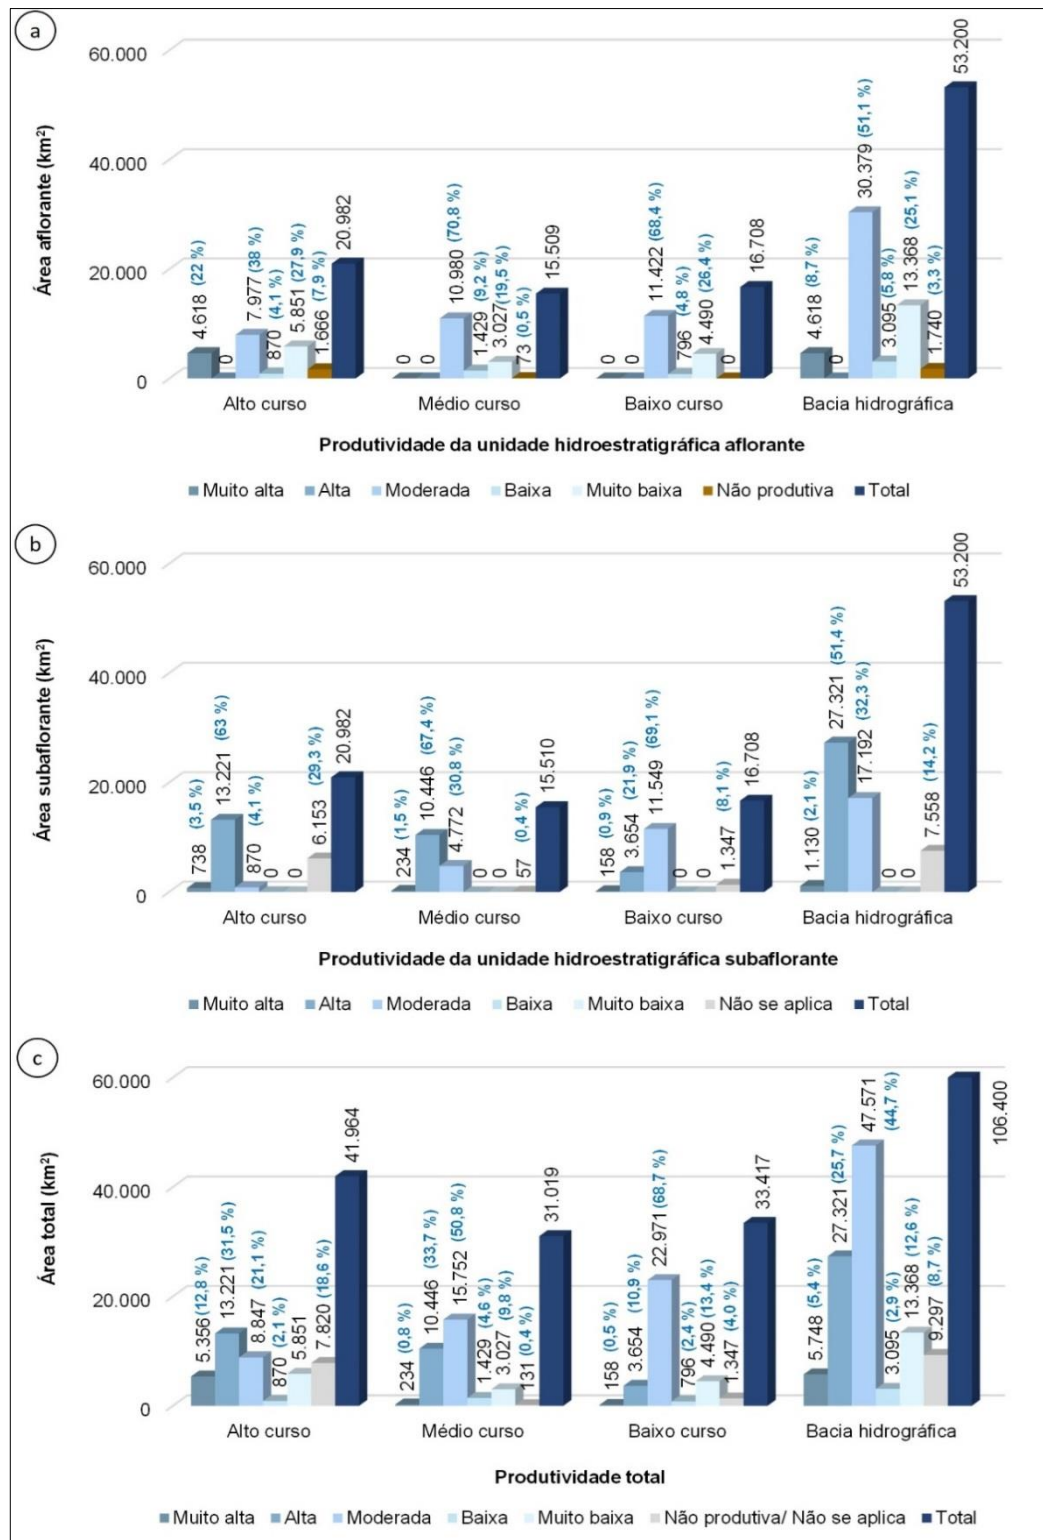 a
Área aflorante (km²)
60.000
40.000
20.000
0
4.618 (22 %)
0
7.977 (38 %)
870 (4,1 %)
5.851 (27,9 %)
1.666 (7,9 %)
20.982
0
0
10.980 (70,8 %)
1.429 (9,2 %)
3.027 (19,5 %)
73 (0,5 %)
15.509
0
0
11.422 (68,4 %)
796 (4,8 %)
4.490 (26,4 %)
0
16.708
4.618 (8,7 %)
0
30.379 (51,1 %)
3.095 (5,8 %)
13.368 (25,1 %)
1.740 (3,3 %)
53.200
Alto curso Médio curso Baixo curso Bacia hidrográfica
Produtividade da unidade hidroestratigráfica aflorante
Muito alta Alta Moderada Baixa Muito baixa Não produtiva Total
b
Área subaflorante (km²)
60.000
40.000
20.000
0
738 (3,5 %)
13.221 (63 %)
870 (4,1 %)
0
0
6.153 (29,3 %)
20.982
234 (1,5 %)
10.446 (67,4 %)
4.772 (30,8 %)
0
0
57 (0,4 %)
15.510
158 (0,9 %)
3.654 (21,9 %)
11.549 (69,1 %)
0
0
1.347 (8,1 %)
16.708
1.130 (2,1 %)
27.321 (51,4 %)
17.192 (32,3 %)
0
0
7.558 (14,2 %)
53.200
Alto curso Médio curso Baixo curso Bacia hidrográfica
Produtividade da unidade hidroestratigráfica subaflorante
Muito alta Alta Moderada Baixa Muito baixa Não se aplica Total
c
Área total (km²)
60.000
40.000
20.000
0
5.356 (12,8 %)
13.221 (31,5 %)
8.847 (21,1 %)
870 (2,1 %)
5.851
7.820 (18,6 %)
41.964
234 (0,8 %)
10.446 (33,7 %)
15.752 (50,8 %)
1.429 (4,6 %)
3.027 (9,8 %)
131 (0,4 %)
31.019
158 (0,5 %)
3.654 (10,9 %)
22.971 (68,7 %)
796 (2,4 %)
4.490 (13,4 %)
1.347 (4,0 %)
33.417
5.748 (5,4 %)
27.321 (25,7 %)
47.571 (44,7 %)
3.095 (2,9 %)
13.368 (12,6 %)
9.297 (8,7 %)
106.400
Alto curso Médio curso Baixo curso Bacia hidrográfica
Produtividade total
Muito alta Alta Moderada Baixa Muito baixa Não produtiva/ Não se aplica Total